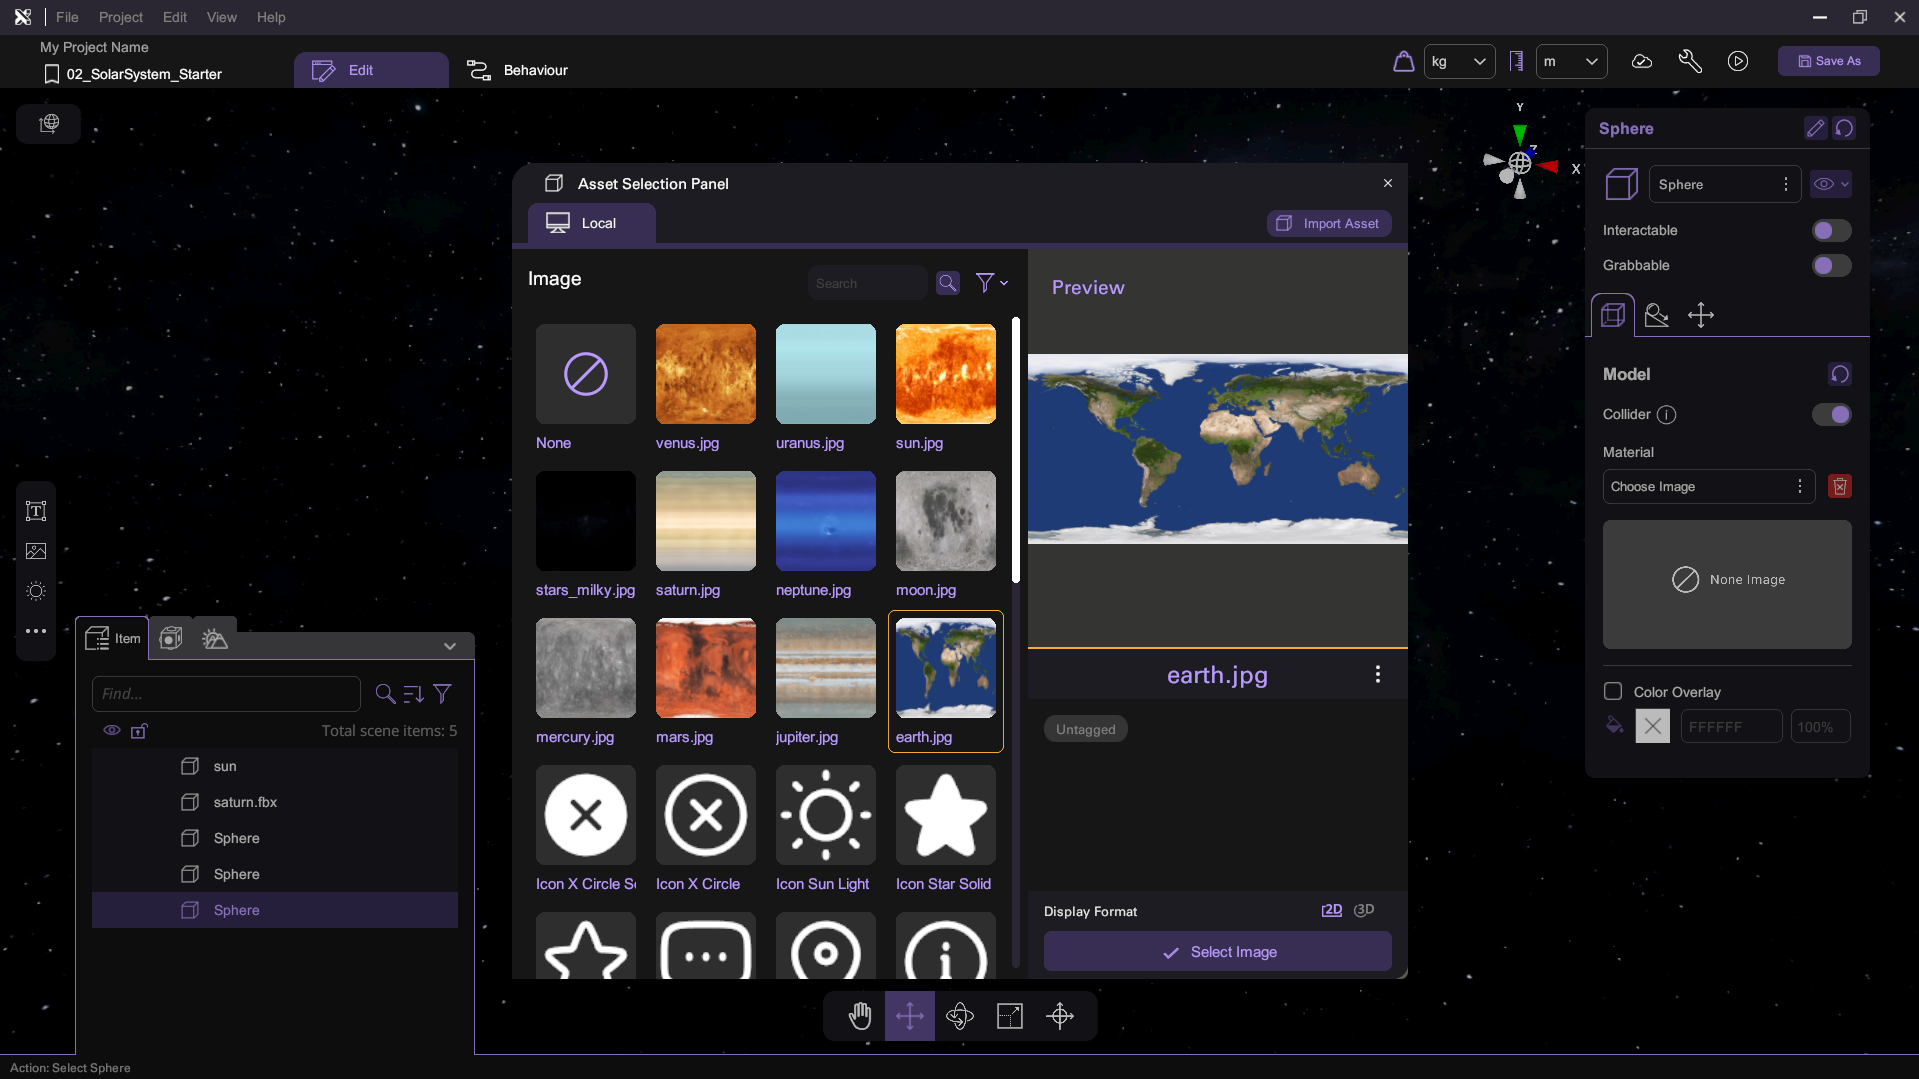 File Project Edit View Help
My Project Name
02_SolarSystem_Starter
Edit
Behaviour
kg
m
Save As
Y
Z
X
Asset Selection Panel
Local
Import Asset
Image
Search
None
venus.jpg
uranus.jpg
sun.jpg
stars_milky.jpg
saturn.jpg
neptune.jpg
moon.jpg
mercury.jpg
mars.jpg
jupiter.jpg
earth.jpg
Icon X Circle So
Icon X Circle
Icon Sun Light
Icon Star Solid
Preview
earth.jpg
Untagged
Display Format
2D
3D
Select Image
Sphere
Sphere
Interactable
Grabbable
Model
Collider
Material
Choose Image
None Image
Color Overlay
FFFFFF
100%
Item
Find...
Total scene items: 5
sun
saturn.fbx
Sphere
Sphere
Sphere
Action: Select Sphere